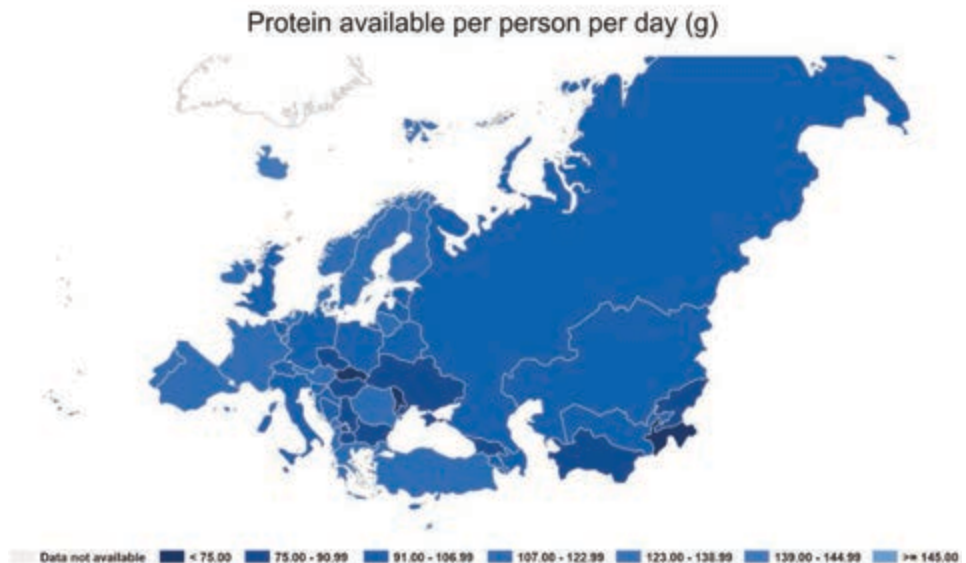 Protein available per person per day (g)
Data not available < 75.00 75.00 - 90.99 91.00 - 106.99 107.00 - 122.99 123.00 - 138.99 139.00 - 144.99 >= 145.00